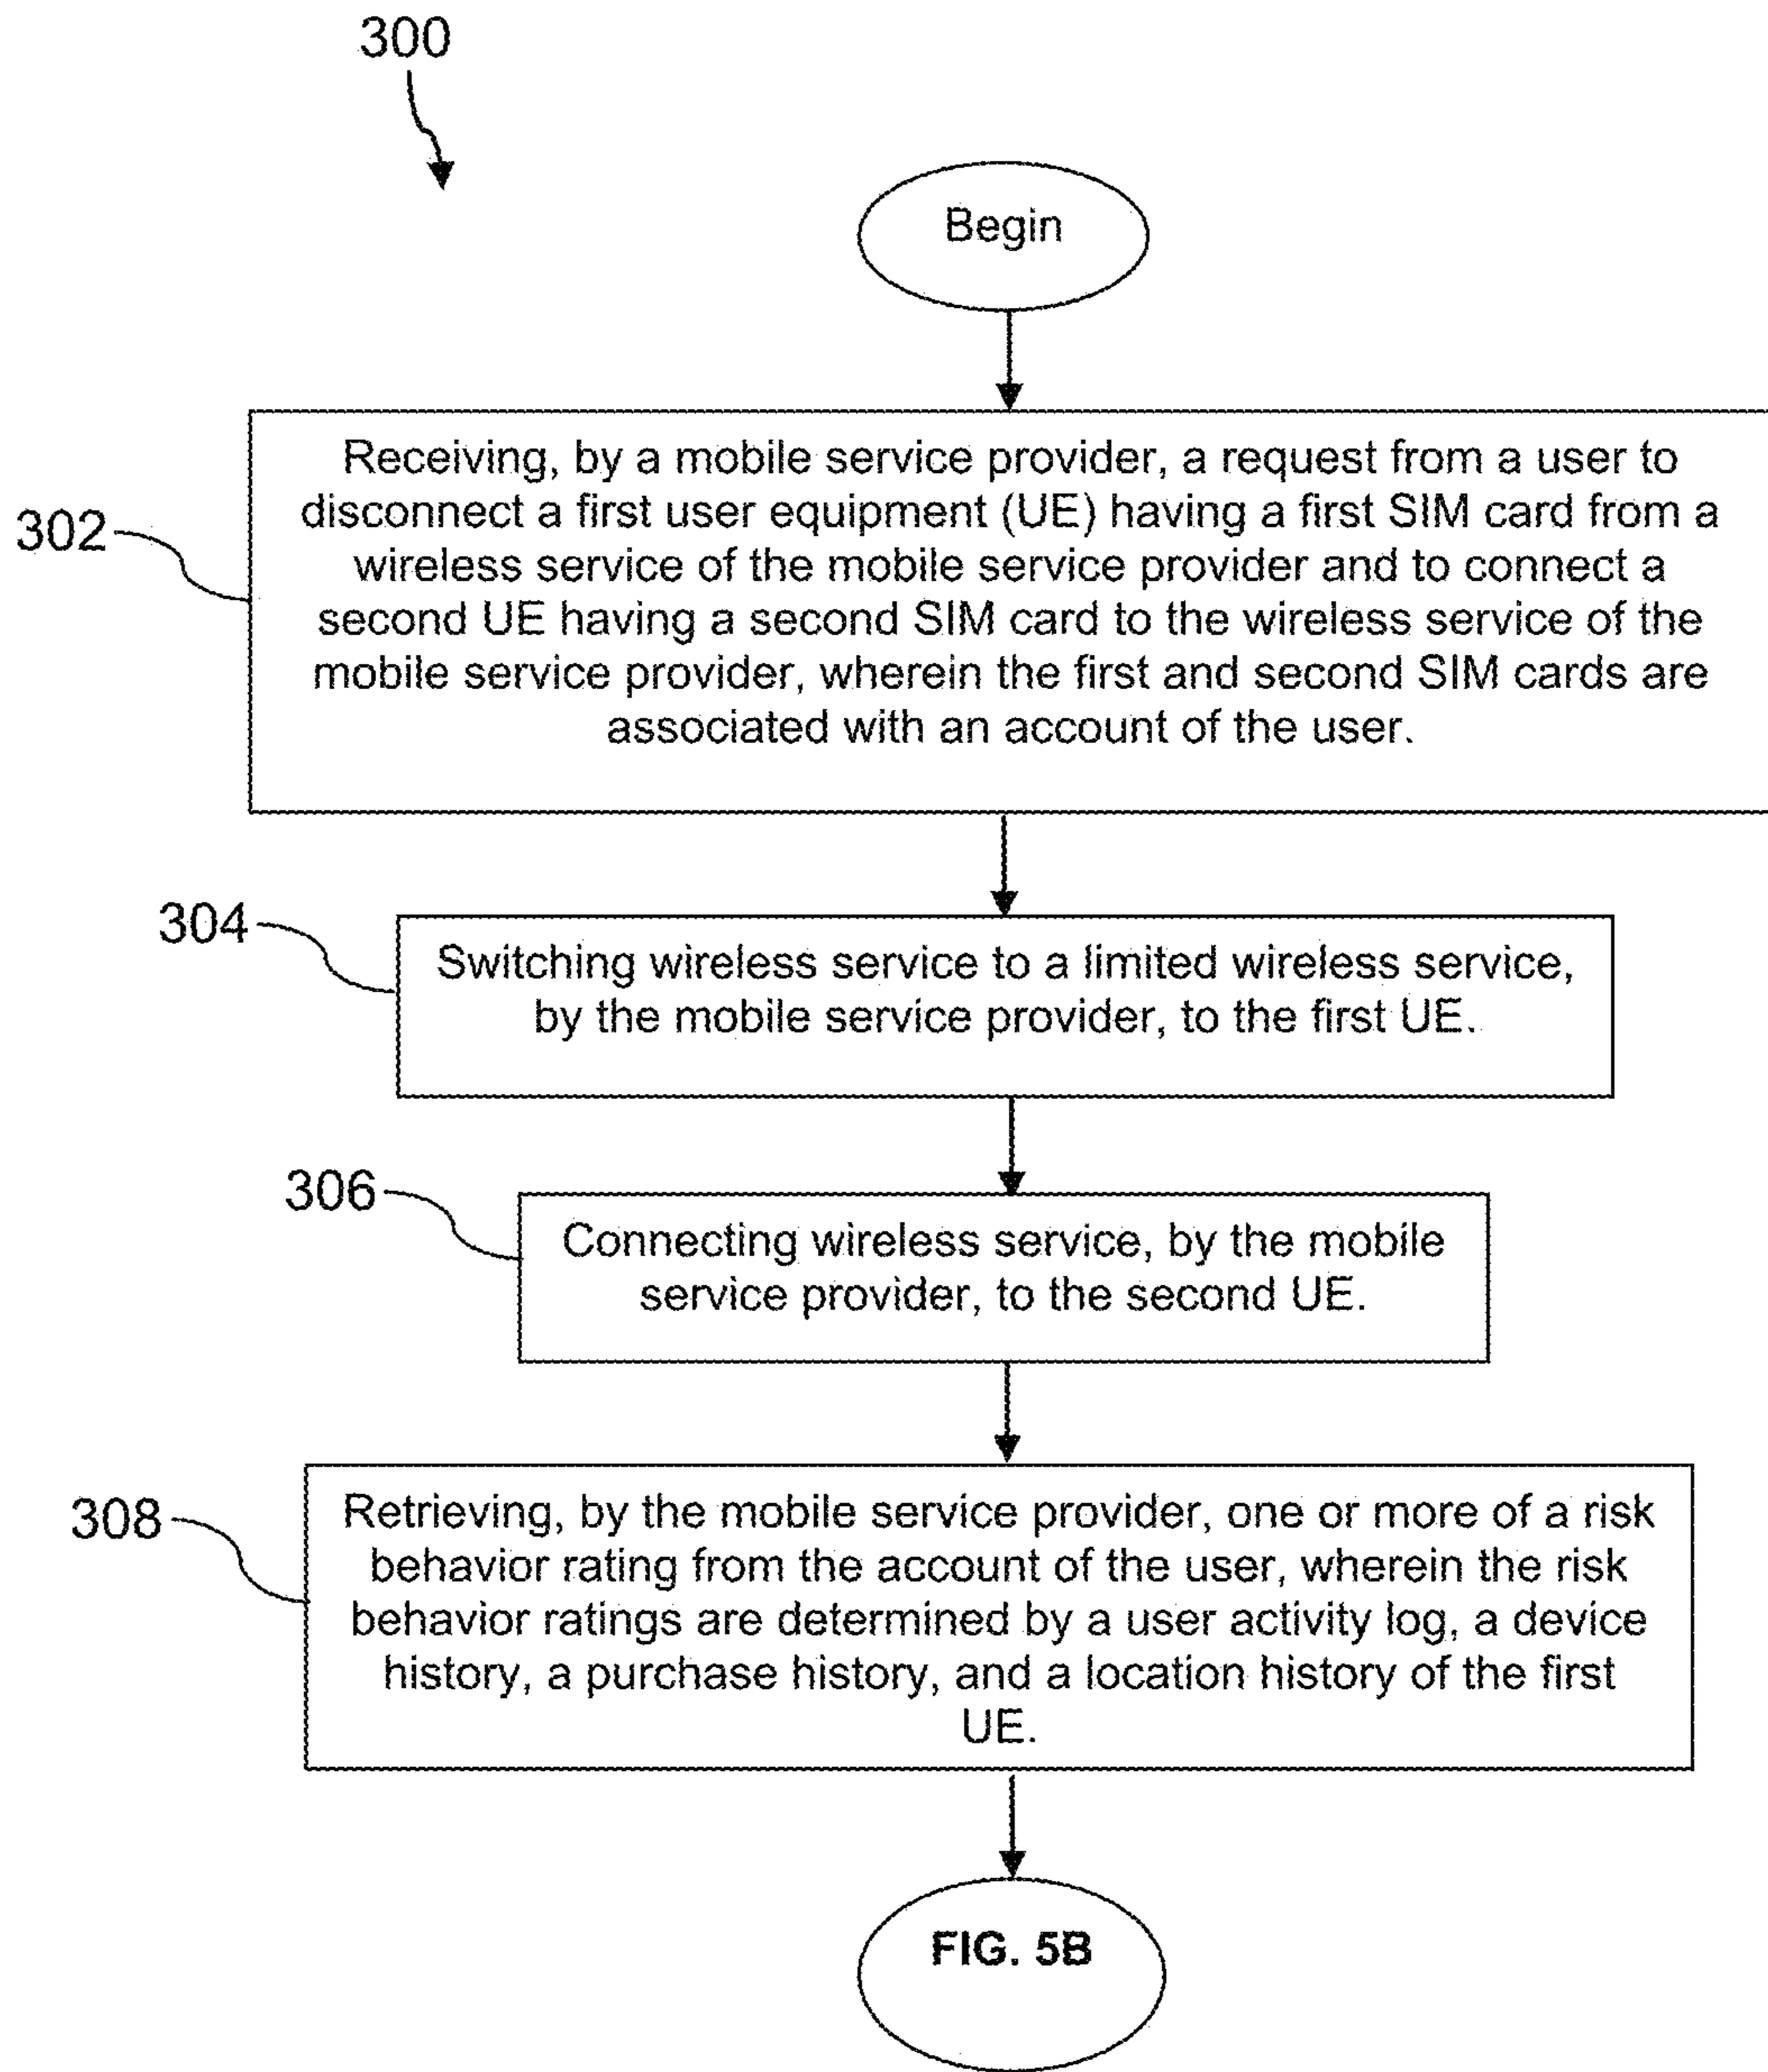 300
Begin
302
Receiving, by a mobile service provider, a request from a user to
disconnect a first user equipment (UE) having a first SIM card from a
wireless service of the mobile service provider and to connect a
second UE having a second SIM card to the wireless service of the
mobile service provider, wherein the first and second SIM cards are
associated with an account of the user.
304
Switching wireless service to a limited wireless service,
by the mobile service provider, to the first UE.
306
Connecting wireless service, by the mobile
service provider, to the second UE.
308
Retrieving, by the mobile service provider, one or more of a risk
behavior rating from the account of the user, wherein the risk
behavior ratings are determined by a user activity log, a device
history, a purchase history, and a location history of the first
UE.
FIG. 5B